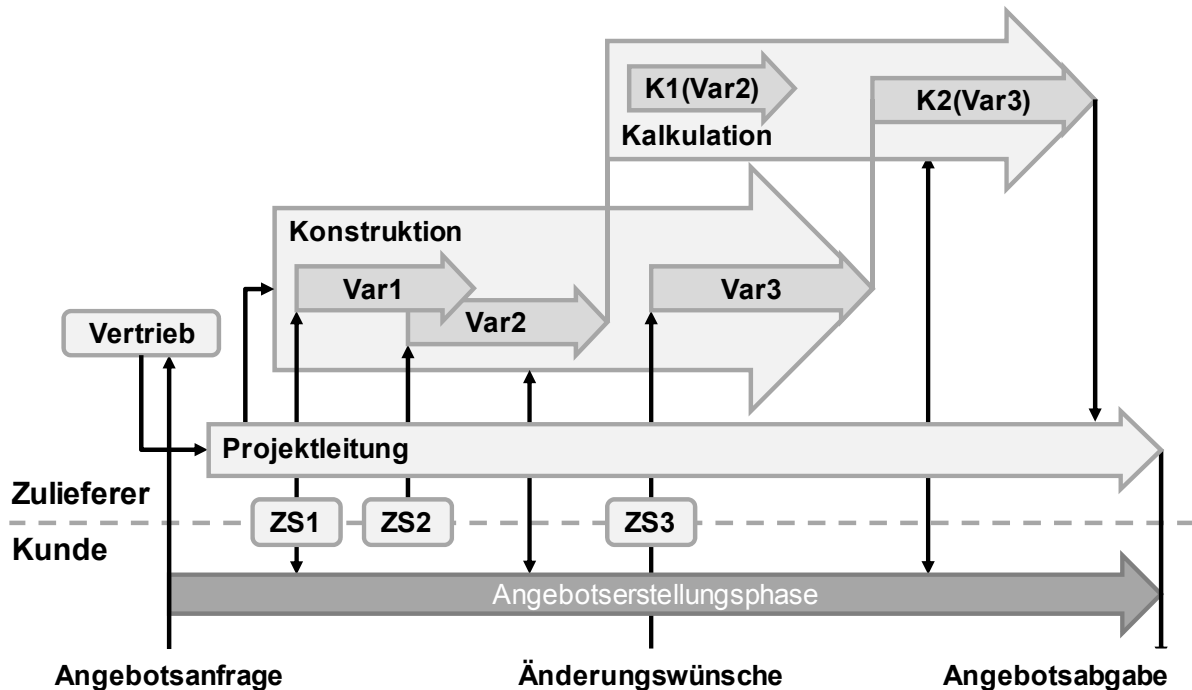 K1(Var2)
K2(Var3)
Kalkulation
Konstruktion
Var1
Var3
Var2
Vertrieb
Projektleitung
Zulieferer
ZS1
ZS2
ZS3
Kunde
Angebotserstellungsphase
Angebotsanfrage
Änderungswünsche
Angebotsabgabe